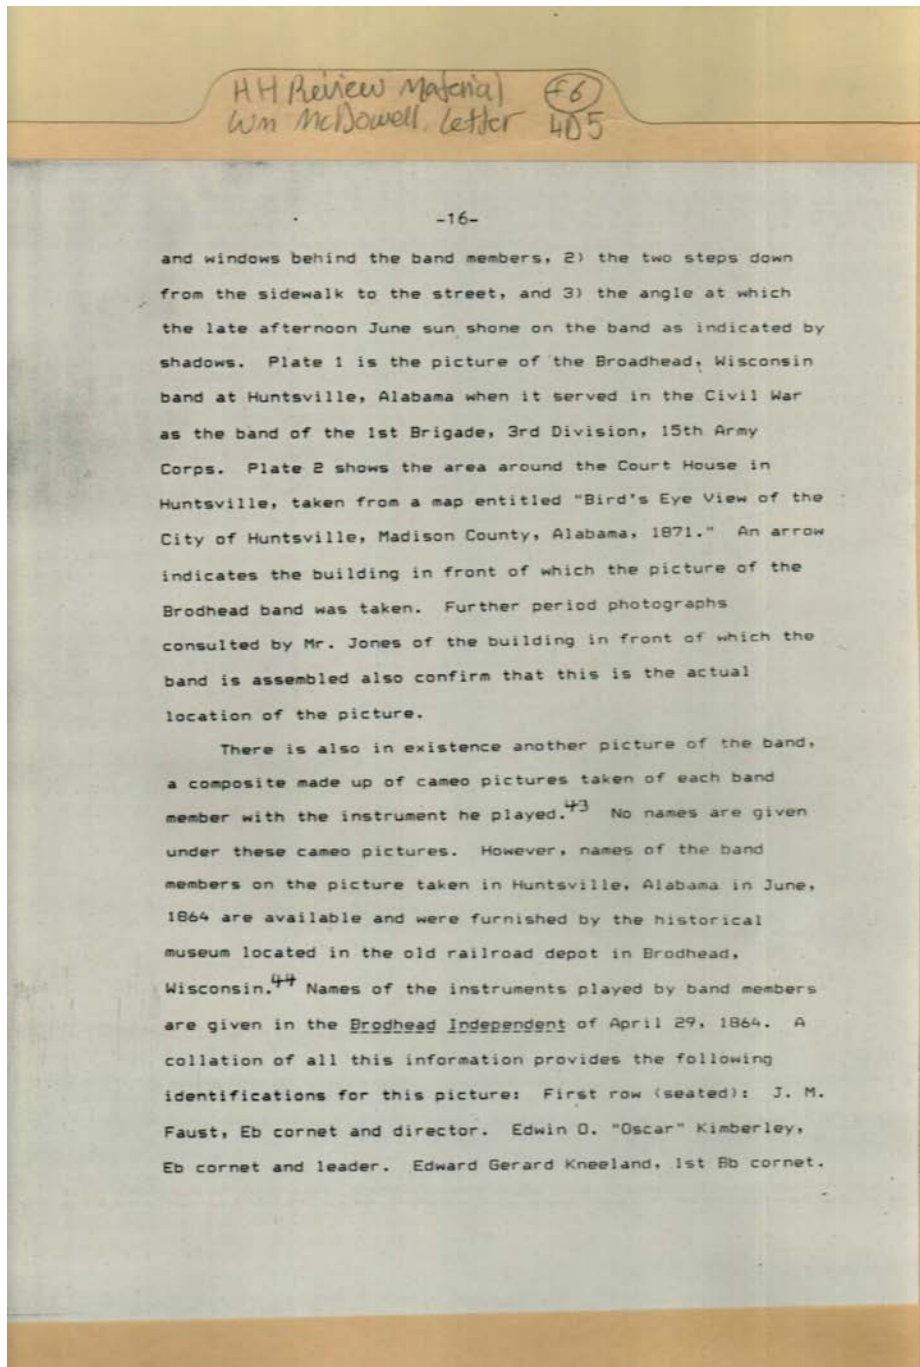 HH Review Material F6
Wm McDowell Letter 4D5
-16-
and windows behind the band members, 2) the two steps down
from the sidewalk to the street, and 3) the angle at which
the late afternoon June sun shone on the band as indicated by
shadows. Plate 1 is the picture of the Broadhead, Wisconsin
band at Huntsville, Alabama when it served in the Civil War
as the band of the 1st Brigade, 3rd Division, 15th Army
Corps. Plate 2 shows the area around the Court House in
Huntsville, taken from a map entitled "Bird's Eye View of the
City of Huntsville, Madison County, Alabama, 1871." An arrow
indicates the building in front of which the picture of the
Brodhead band was taken. Further period photographs
consulted by Mr. Jones of the building in front of which the
band is assembled also confirm that this is the actual
location of the picture.
There is also in existence another picture of the band,
a composite made up of cameo pictures taken of each band
member with the instrument he played.43 No names are given
under these cameo pictures. However, names of the band
members on the picture taken in Huntsville, Alabama in June,
1864 are available and were furnished by the historical
museum located in the old railroad depot in Brodhead,
Wisconsin.44 Names of the instruments played by band members
are given in the Brodhead Independent of April 29, 1864. A
collation of all this information provides the following
identifications for this picture: First row (seated): J. M.
Faust, Eb cornet and director. Edwin O. "Oscar" Kimberley,
Eb cornet and leader. Edward Gerard Kneeland, 1st Bb cornet.